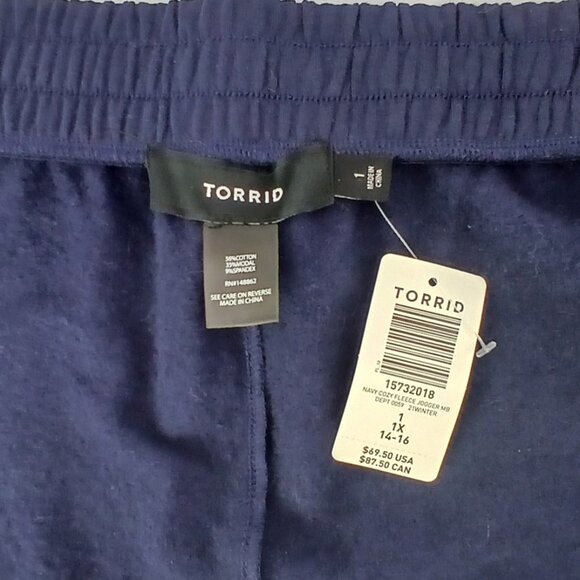 TORRID
1
MADE IN
CHINA
56%COTTON
35%MODAL
9%SPANDEX
RN#148862
SEE CARE ON REVERSE
MADE IN CHINA
TORRID
15732018
NAVY COZY FLEECE JOGGER MB
DEPT 0059 21WINTER
1
1X
14-16
$69.50 USA
$87.50 CAN